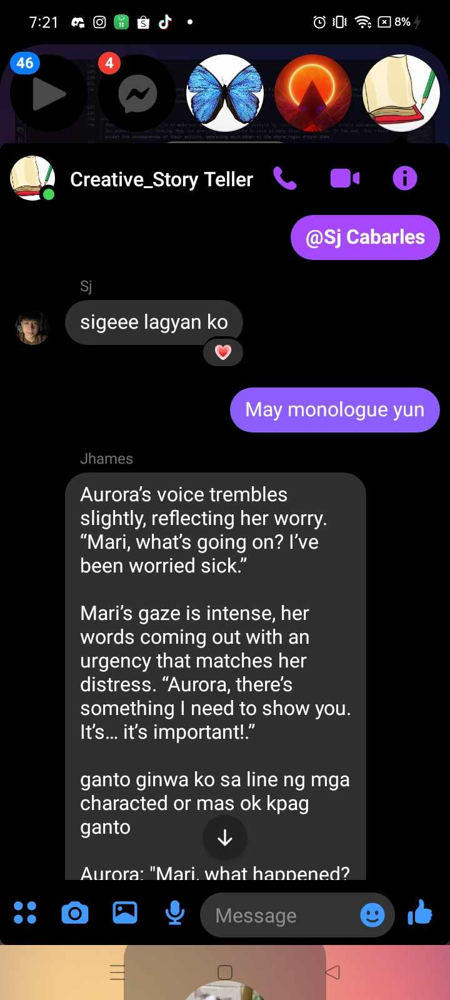 7:21
8%
46
4
Creative_Story Teller
@Sj Cabarles
Sj
sigeee lagyan ko
May monologue yun
Jhames
Aurora’s voice trembles
slightly, reflecting her worry.
“Mari, what’s going on? I’ve
been worried sick.”
Mari’s gaze is intense, her
words coming out with an
urgency that matches her
distress. “Aurora, there’s
something I need to show you.
It’s... it’s important!.”
ganto ginwa ko sa line ng mga
characted or mas ok kpag
ganto
Aurora: "Mari, what happened?
Message